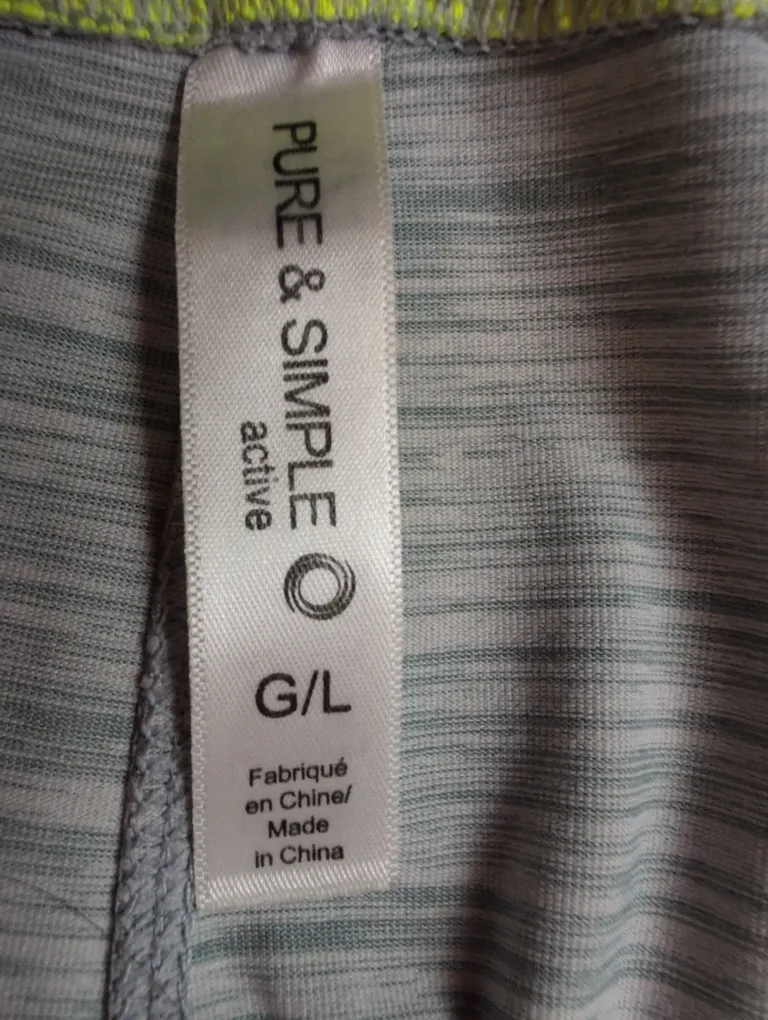 PURE & SIMPLE
active
G/L
Fabriqué
en Chine/
Made
in China